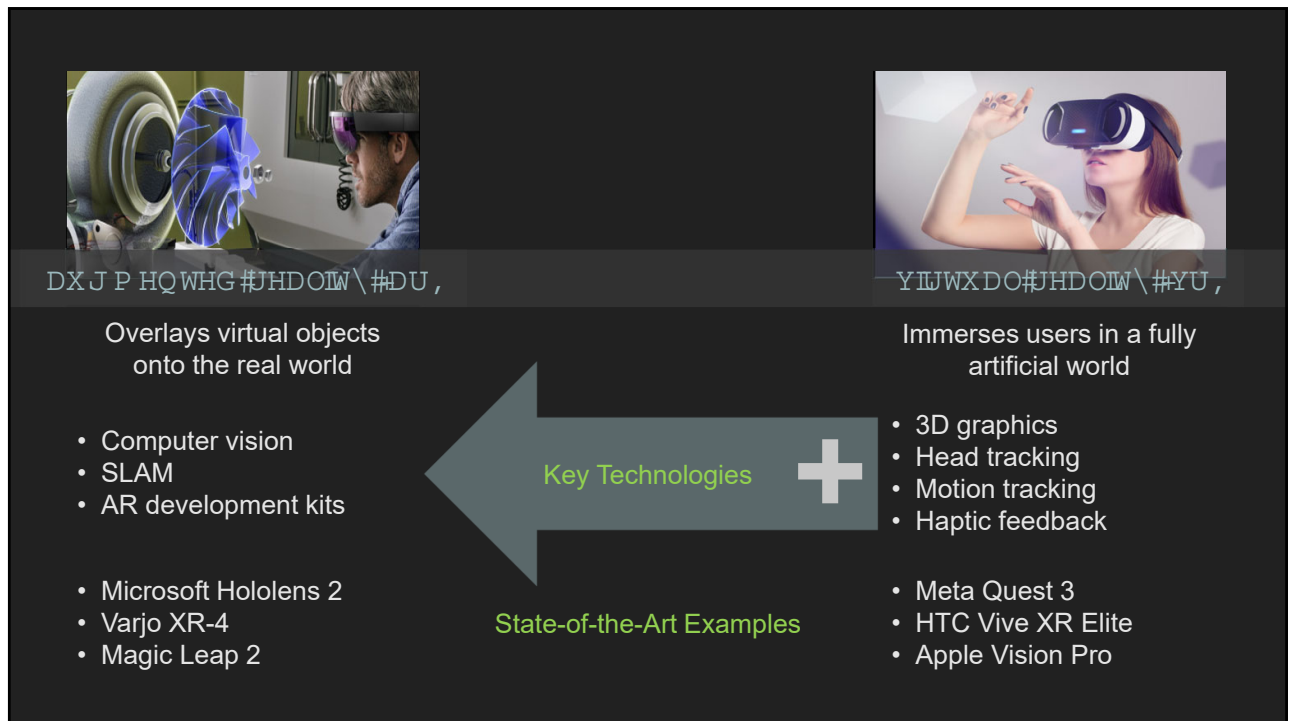 DXJPHQWHG#UHDOLW\#+DU,
YLUWXDO#UHDOLW\#+YU,
Overlays virtual objects
onto the real world
Immerses users in a fully
artificial world
• Computer vision
• SLAM
• AR development kits
Key Technologies
• 3D graphics
• Head tracking
• Motion tracking
• Haptic feedback
• Microsoft Hololens 2
• Varjo XR-4
• Magic Leap 2
State-of-the-Art Examples
• Meta Quest 3
• HTC Vive XR Elite
• Apple Vision Pro